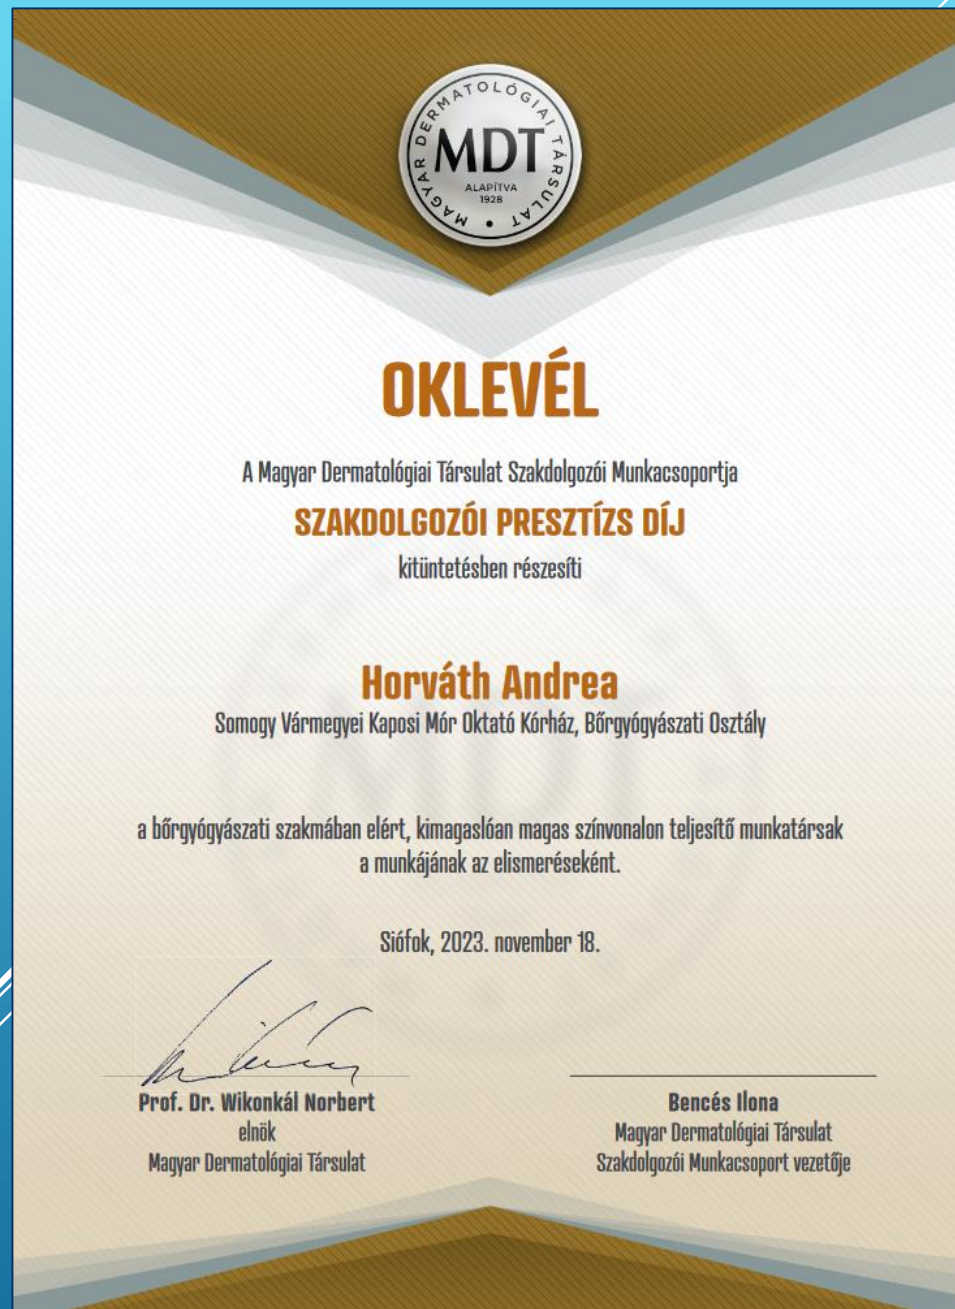 MAGYAR DERMATOLÓGIAI TÁRSULAT
MDT
ALAPÍTVA
1928
OKLEVÉL
A Magyar Dermatológiai Társulat Szakdolgozói Munkacsoportja
SZAKDOLGOZÓI PRESZTÍZS DÍJ
kitüntetésben részesíti
Horváth Andrea
Somogy Vármegyei Kaposi Mór Oktató Kórház, Bőrgyógyászati Osztály
a bőrgyógyászati szakmában elért, kimagaslóan magas színvonalon teljesítő munkatársak
a munkájának az elismeréseként.
Siófok, 2023. november 18.
Prof. Dr. Wikonkál Norbert
elnök
Magyar Dermatológiai Társulat
Bencés Ilona
Magyar Dermatológiai Társulat
Szakdolgozói Munkacsoport vezetője